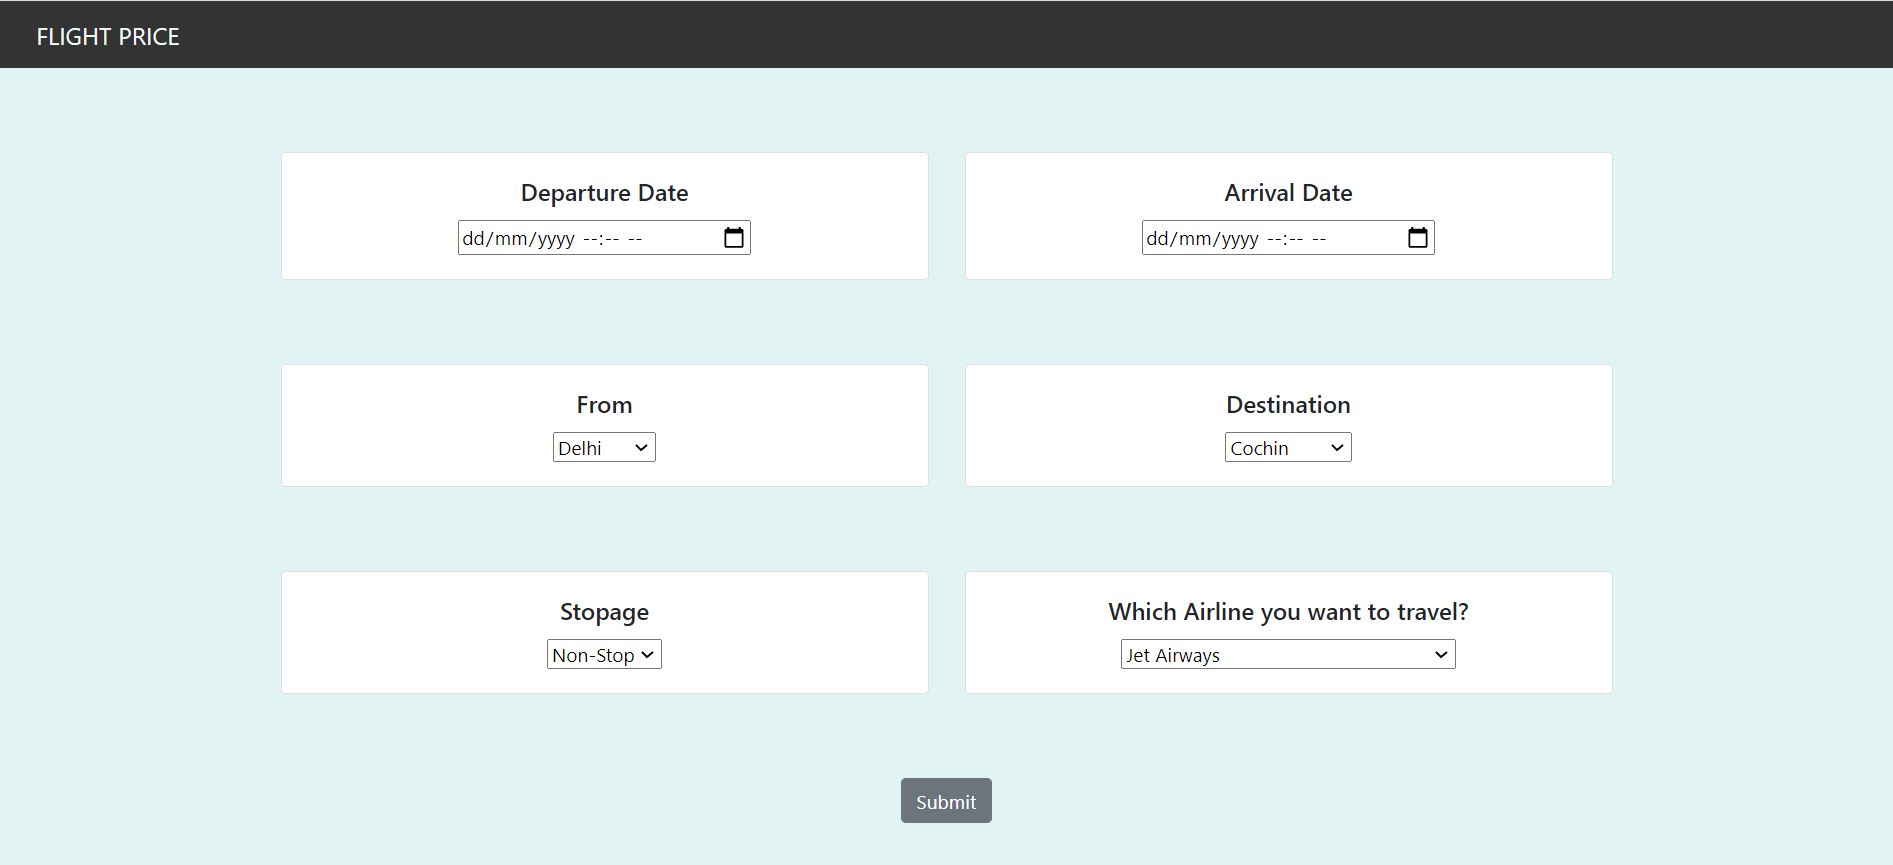 FLIGHT PRICE
Departure Date
dd/mm/yyyy --:-- --
Arrival Date
dd/mm/yyyy --:-- --
From
Delhi
Destination
Cochin
Stopage
Non-Stop
Which Airline you want to travel?
Jet Airways
Submit